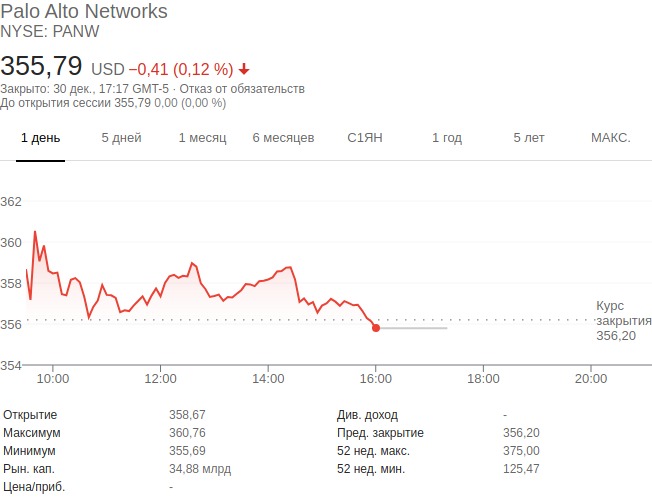 Palo Alto Networks
NYSE: PANW
355,79 USD −0,41 (0,12 %)
Закрыто: 30 дек., 17:17 GMT-5 · Отказ от обязательств
До открытия сессии 355,79 0,00 (0,00 %)
1 день 5 дней 1 месяц 6 месяцев С1ЯН 1 год 5 лет МАКС.
362
360
358
356
354
Курс
закрытия
356,20
10:00 12:00 14:00 16:00 18:00 20:00
Открытие 358,67 Див. доход -
Максимум 360,76 Пред. закрытие 356,20
Минимум 355,69 52 нед. макс. 375,00
Рын. кап. 34,88 млрд 52 нед. мин. 125,47
Цена/приб. -